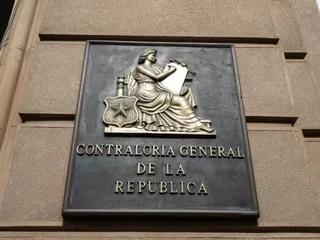 CONTRALORIA GENERAL
DE LA
REPUBLICA